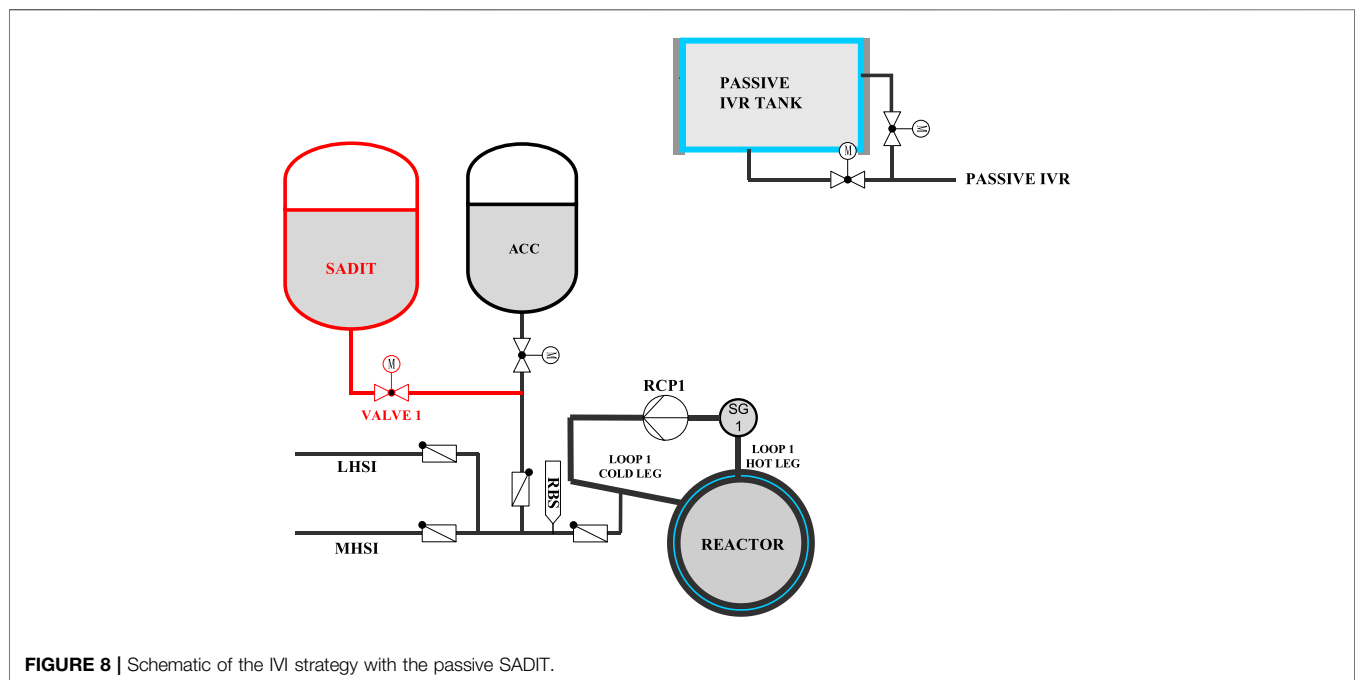 PASSIVE
IVR TANK
M
M
PASSIVE IVR
SADIT
ACC
M
M
VALVE 1
RCP1
SG
1
LOOP 1
COLD LEG
LOOP 1
HOT LEG
LHSI
RBS
MHSI
REACTOR
FIGURE 8 | Schematic of the IVI strategy with the passive SADIT.